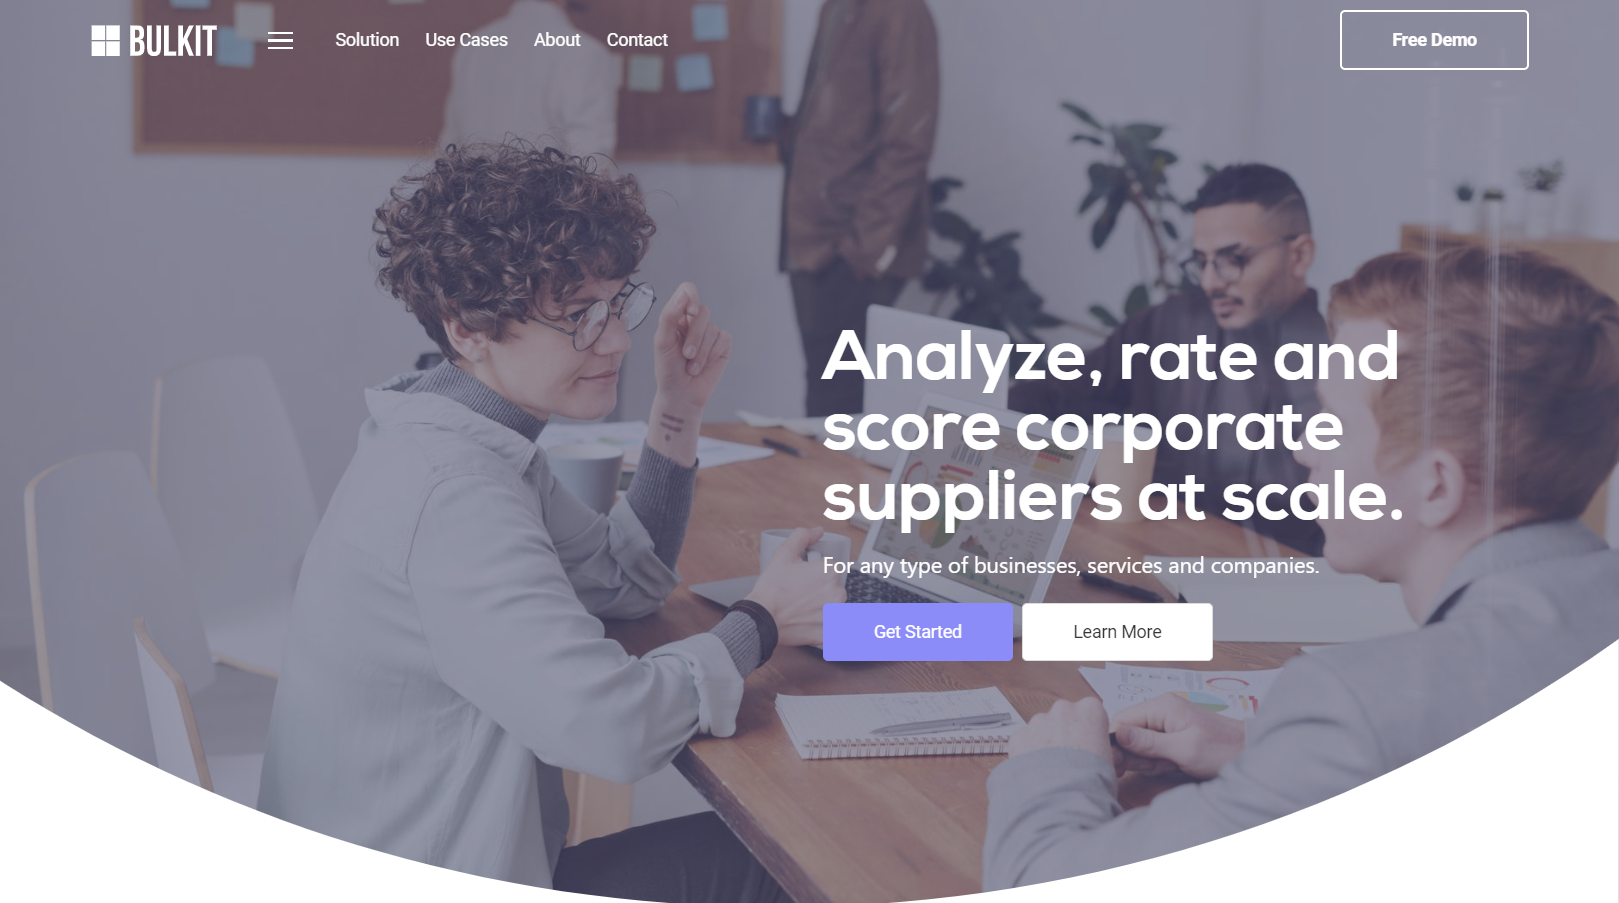 BULKIT
Solution
Use Cases
About
Contact
Free Demo
Analyze, rate and
score corporate
suppliers at scale.
For any type of businesses, services and companies.
Get Started
Learn More